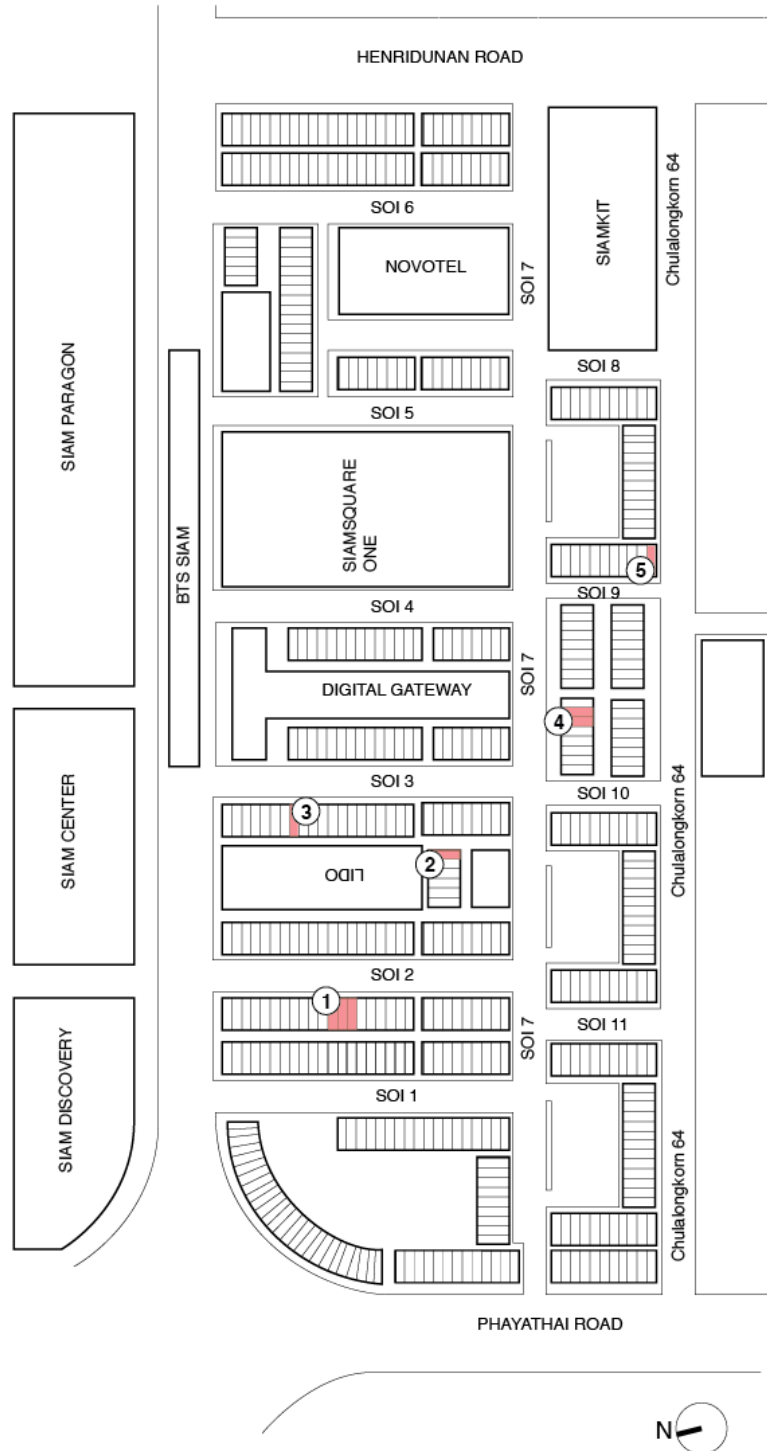 HENRIDUNAN ROAD
SOI 6
Chulalongkorn 64
SIAMKIT
NOVOTEL
SOI 7
SIAM PARAGON
SOI 8
SOI 5
SIAMSQUARE
ONE
BTS SIAM
5
SOI 9
SOI 4
SOI 7
DIGITAL GATEWAY
4
SOI 3
SOI 10
3
Chulalongkorn 64
SIAM CENTER
2
LIDO
SOI 2
1
SOI 11
SOI 7
SOI 1
SIAM DISCOVERY
Chulalongkorn 64
PHAYATHAI ROAD
N